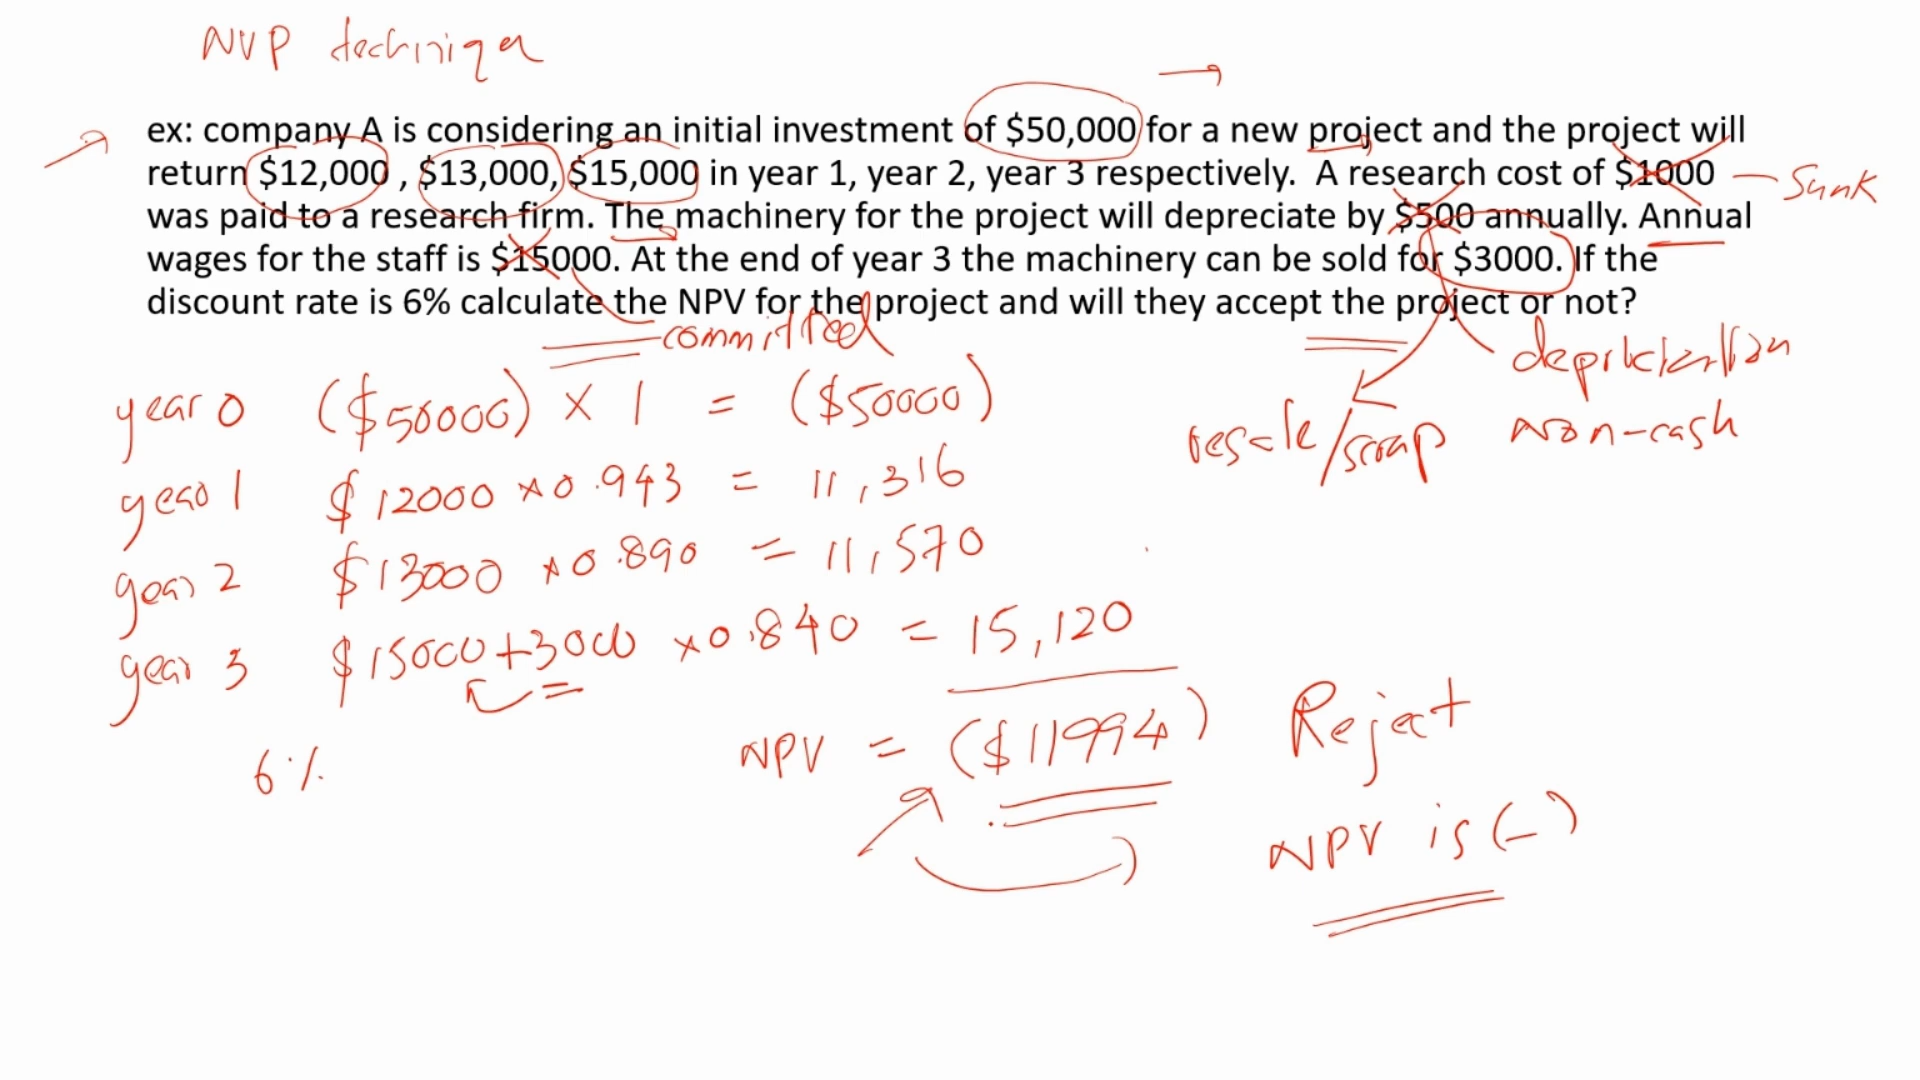 NVP technique
ex: company A is considering an initial investment of $50,000 for a new project and the project will
return $12,000 , $13,000, $15,000 in year 1, year 2, year 3 respectively. A research cost of $1000
was paid to a research firm. The machinery for the project will depreciate by $500 annually. Annual
wages for the staff is $15000. At the end of year 3 the machinery can be sold for $3000. If the
discount rate is 6% calculate the NPV for the project and will they accept the project or not?
Sunk
committed
depriciation
non-cash
resale/scrap
year 0 ($50000) x 1 = ($50000)
year 1 $12000 x 0.943 = 11,316
year 2 $13000 x 0.890 = 11,570
year 3 $15000+3000 x 0.840 = 15,120
6%
NPV = ($11994) Reject
NPV is (-)